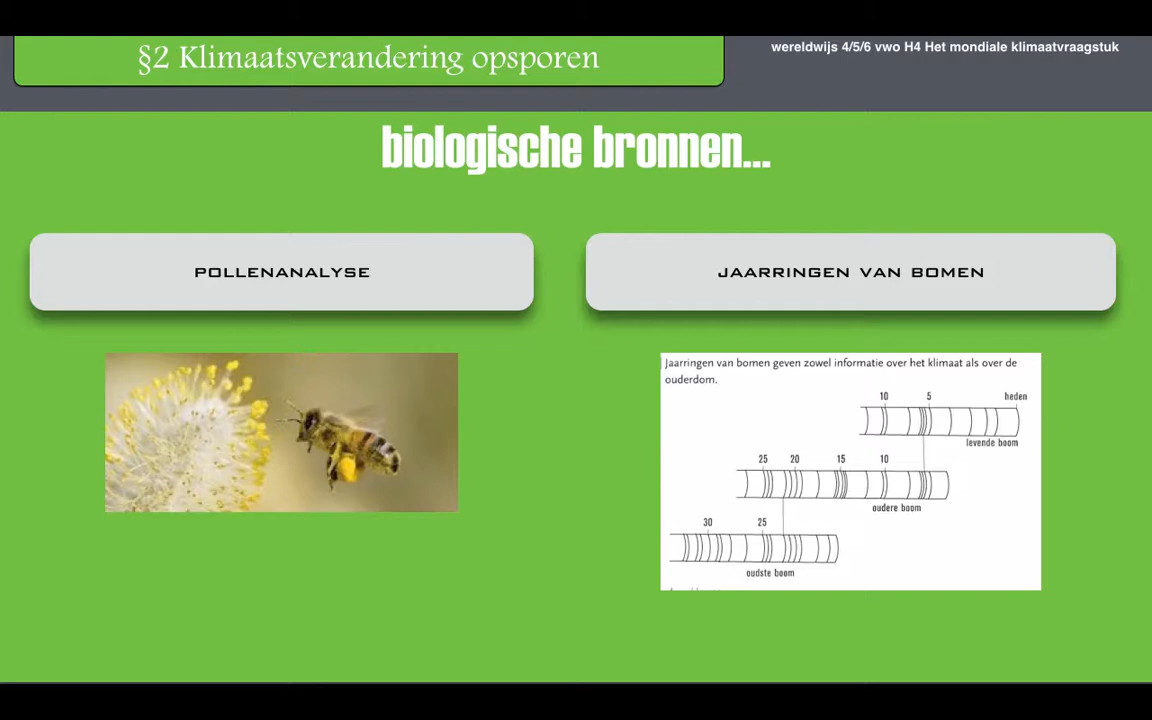 §2 Klimaatsverandering opsporen
wereldwijs 4/5/6 vwo H4 Het mondiale klimaatvraagstuk
biologische bronnen...
POLLENANALYSE
JAARRINGEN VAN BOMEN
Jaarringen van bomen geven zowel informatie over het klimaat als over de
ouderdom.
10 5 heden
levende boom
25 20 15 10
oudere boom
30 25
oudste boom